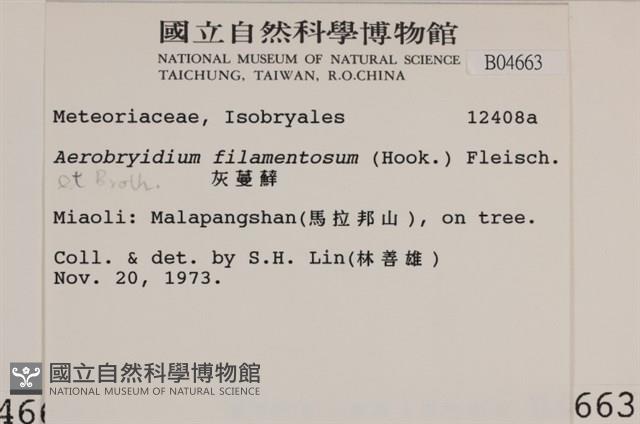 國立自然科學博物館
NATIONAL MUSEUM OF NATURAL SCIENCE
TAICHUNG, TAIWAN, R.O.CHINA
B04663
Meteoriaceae, Isobryales 12408a
Aerobryidium filamentosum (Hook.) Fleisch.
et Broth. 灰蔓蘚
Miaoli: Malapangshan(馬拉邦山), on tree.
Coll. & det. by S.H. Lin(林善雄)
Nov. 20, 1973.
國立自然科學博物館
NATIONAL MUSEUM OF NATURAL SCIENCE
466
663